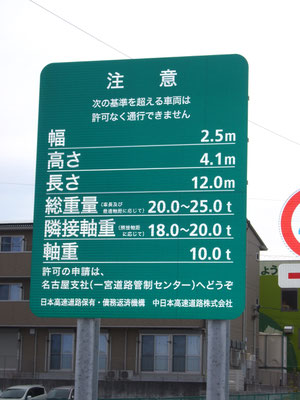 注意
次の基準を超える車両は
許可なく通行できません
幅 2.5m
高さ 4.1m
長さ 12.0m
総重量(車長及び最遠軸距に応じて) 20.0~25.0t
隣接軸重(隣接軸距に応じて) 18.0~20.0t
軸重 10.0t
許可の申請は、
名古屋支社(一宮道路管制センター)へどうぞ
日本高速道路保有・債務返済機構 中日本高速道路株式会社